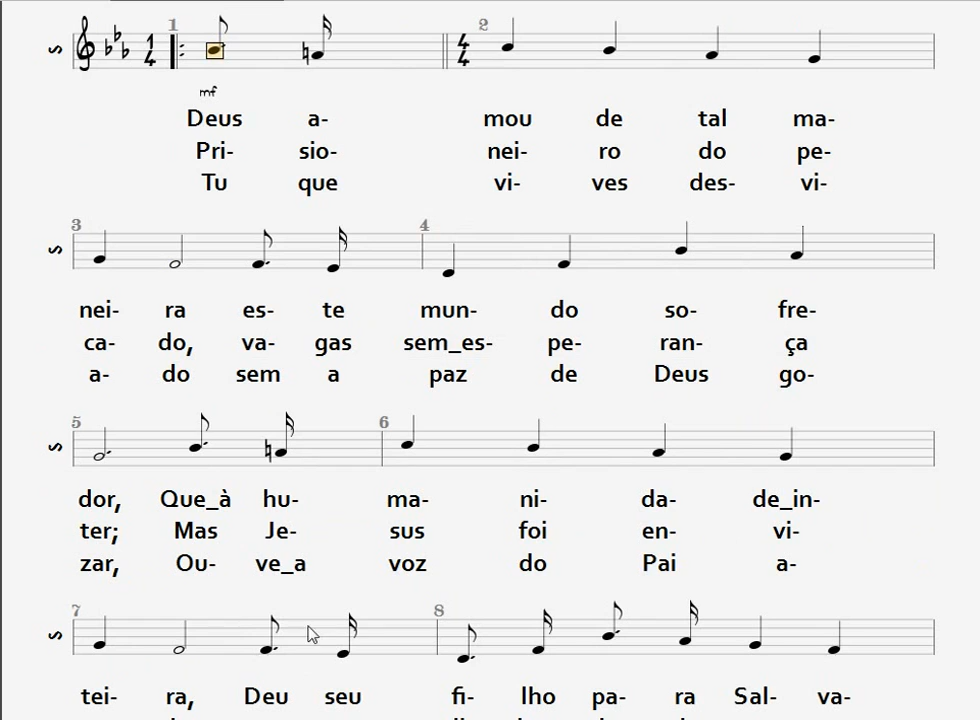 1 2
S 1 4 4 4
mf
Deus a- mou de tal ma-
Pri- sio- nei- ro do pe-
Tu que vi- ves des- vi-
3 4
S
nei- ra es- te mun- do so- fre-
ca- do, va- gas sem_es- pe- ran- ça
a- do sem a paz de Deus go-
5 6
S
dor, Que_à hu- ma- ni- da- de_in-
ter; Mas Je- sus foi en- vi-
zar, Ou- ve_a voz do Pai a-
7 8
S
tei- ra, Deu seu fi- lho pa- ra Sal- va-